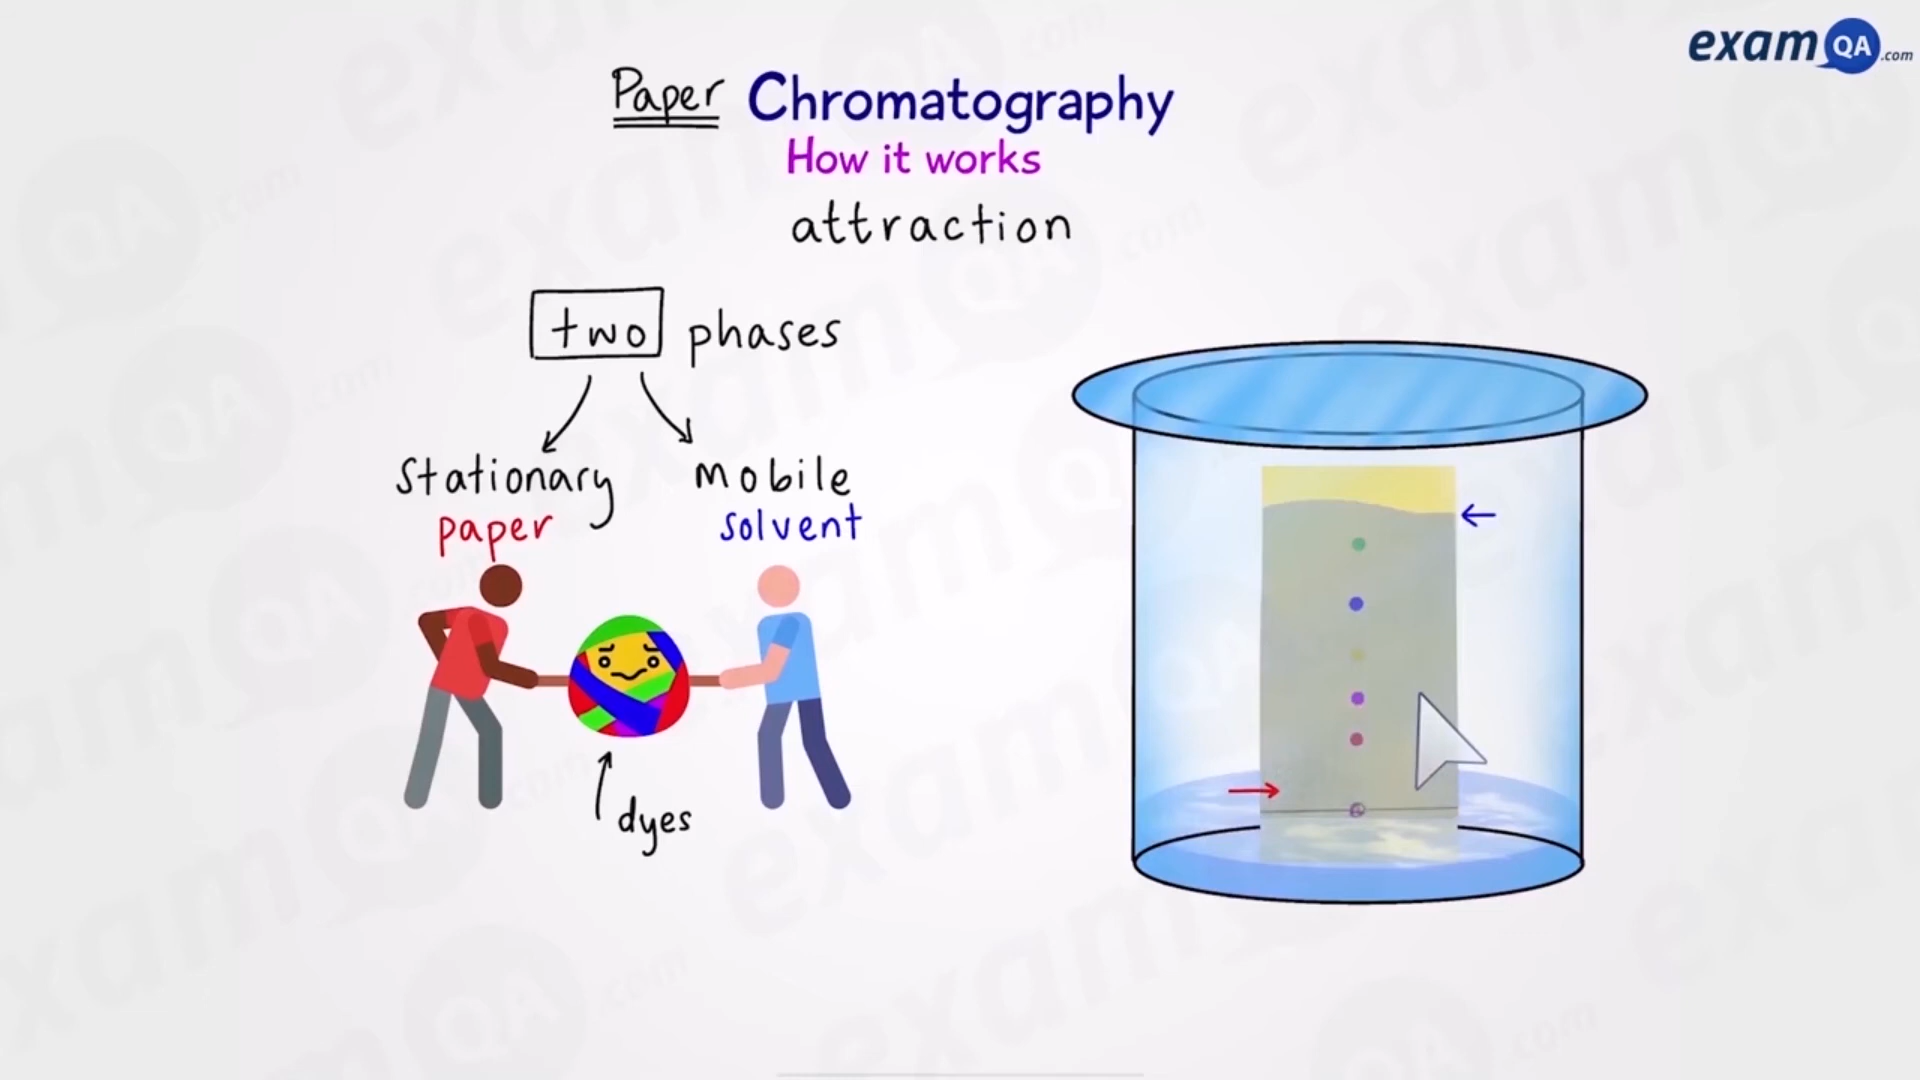 examQA.com
Paper Chromatography
How it works
attraction
two phases
Stationary
paper
mobile
solvent
dyes